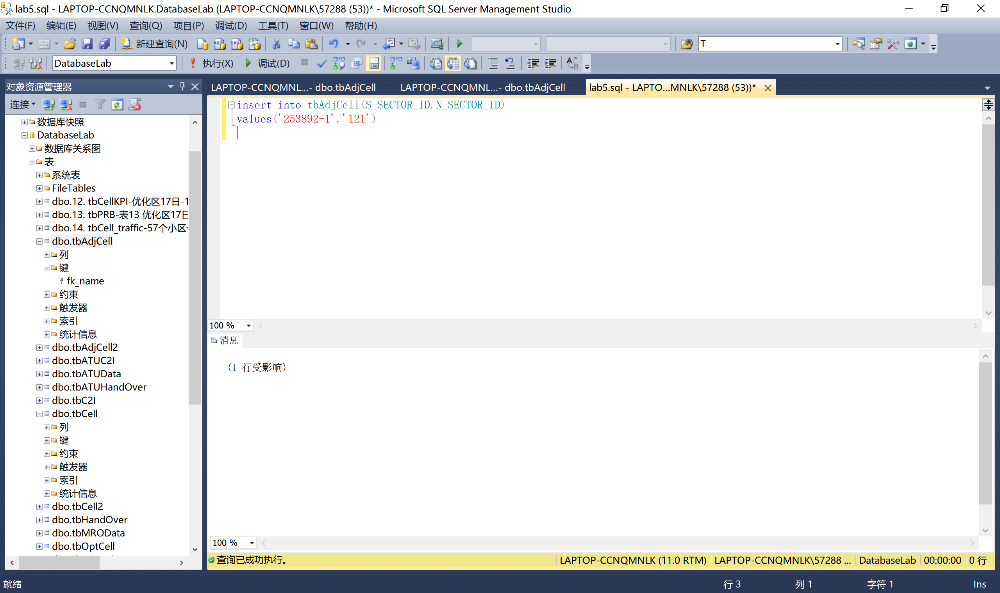 lab5.sql - LAPTOP-CCNQMNLK.DatabaseLab (LAPTOP-CCNQMNLK\57288 (53))* - Microsoft SQL Server Management Studio
文件(F) 编辑(E) 视图(V) 查询(Q) 项目(P) 调试(D) 工具(T) 窗口(W) 帮助(H)
新建查询(N) T
DatabaseLab 执行(X) 调试(D)
对象资源管理器
连接
数据库快照
DatabaseLab
数据库关系图
表
系统表
FileTables
dbo.12. tbCellKPI-优化区17日-1
dbo.13. tbPRB-表13 优化区17日
dbo.14. tbCell_traffic-57个小区-
dbo.tbAdjCell
列
键
fk_name
约束
触发器
索引
统计信息
dbo.tbAdjCell2
dbo.tbATUC2I
dbo.tbATUData
dbo.tbATUHandOver
dbo.tbC2I
dbo.tbCell
列
键
约束
触发器
索引
统计信息
dbo.tbCell2
dbo.tbHandOver
dbo.tbMROData
dbo.tbOptCell
LAPTOP-CCNQMNL...- dbo.tbAdjCell LAPTOP-CCNQMNL...- dbo.tbAdjCell lab5.sql - LAPTO...MNLK\57288 (53))*
insert into tbAdjCell(S_SECTOR_ID,N_SECTOR_ID)
values('253892-1','121')
100 %
消息
(1 行受影响)
100 %
查询已成功执行。 LAPTOP-CCNQMNLK (11.0 RTM) LAPTOP-CCNQMNLK\57288 ... DatabaseLab 00:00:00 0 行
就绪 行 3 列 1 字符 1 Ins